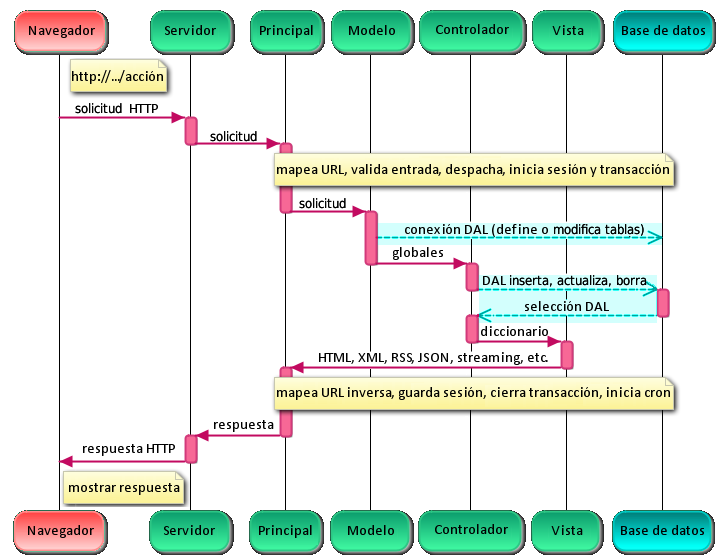 Navegador
Servidor
Principal
Modelo
Controlador
Vista
Base de datos
http://.../acción
solicitud HTTP
solicitud
mapea URL, valida entrada, despacha, inicia sesión y transacción
solicitud
conexión DAL (define o modifica tablas)
globales
DAL inserta, actualiza, borra
selección DAL
diccionario
HTML, XML, RSS, JSON, streaming, etc.
mapea URL inversa, guarda sesión, cierra transacción, inicia cron
respuesta
respuesta HTTP
mostrar respuesta
Navegador
Servidor
Principal
Modelo
Controlador
Vista
Base de datos